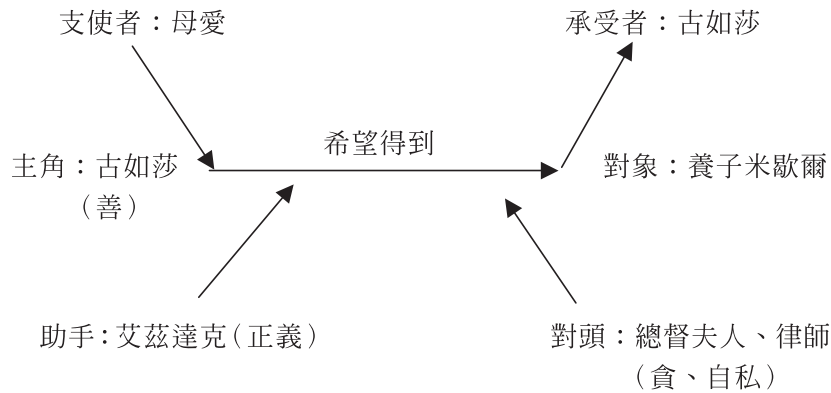 支使者：母愛
承受者：古如莎
希望得到
主角：古如莎
（善）
對象：養子米歇爾
助手：艾茲達克（正義）
對頭：總督夫人、律師
（貪、自私）